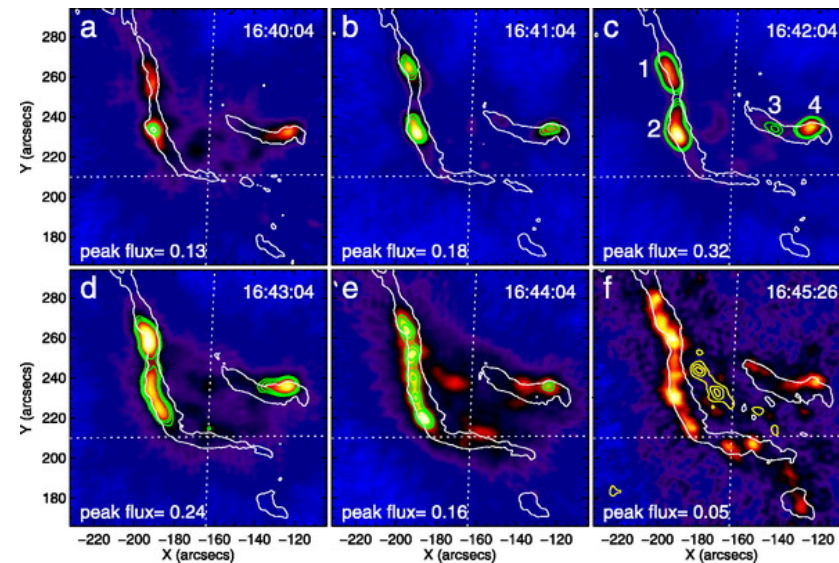 a 16:40:04
b 16:41:04
c 16:42:04
280
260
240
220
200
180
Y (arcsecs)
1
2
3
4
peak flux= 0.13
peak flux= 0.18
peak flux= 0.32
d 16:43:04
e 16:44:04
f 16:45:26
280
260
240
220
200
180
Y (arcsecs)
peak flux= 0.24
peak flux= 0.16
peak flux= 0.05
−220 −200 −180 −160 −140 −120
−220 −200 −180 −160 −140 −120
−220 −200 −180 −160 −140 −120
X (arcsecs)
X (arcsecs)
X (arcsecs)